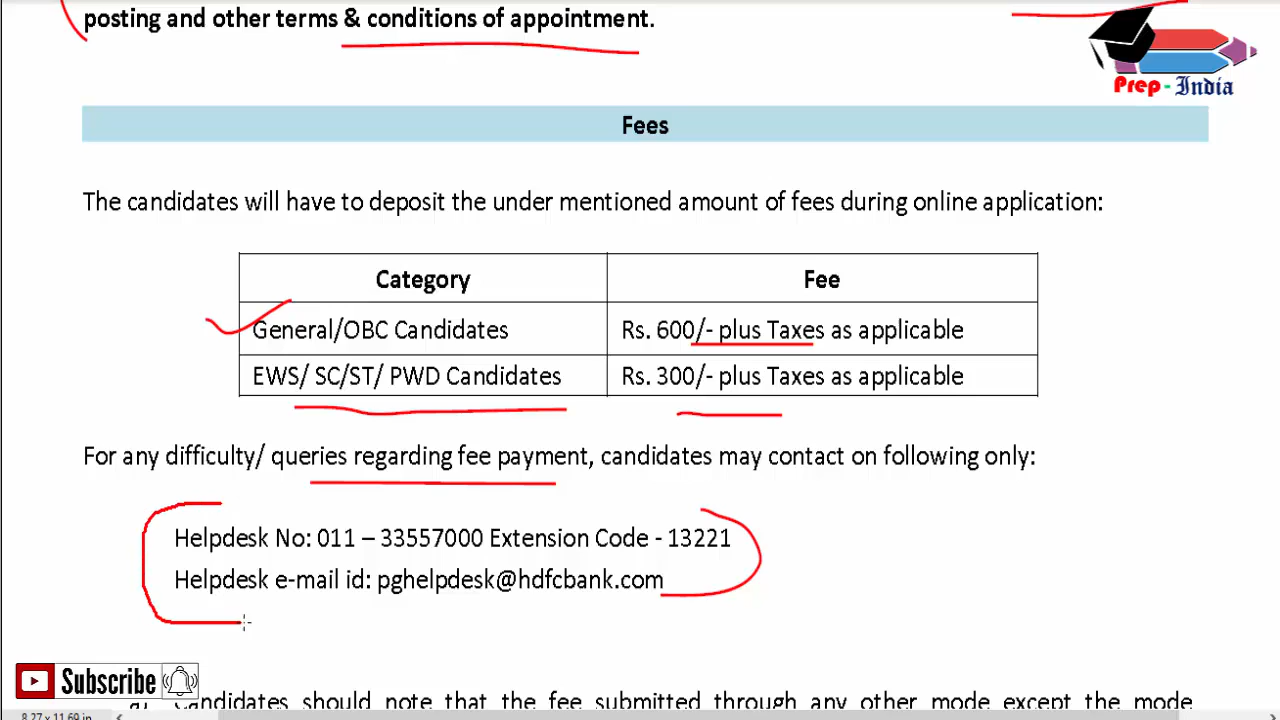 posting and other terms & conditions of appointment.
Prep - India
Fees
The candidates will have to deposit the under mentioned amount of fees during online application:
Category Fee
General/OBC Candidates Rs. 600/- plus Taxes as applicable
EWS/ SC/ST/ PWD Candidates Rs. 300/- plus Taxes as applicable
For any difficulty/ queries regarding fee payment, candidates may contact on following only:
Helpdesk No: 011 – 33557000 Extension Code - 13221
Helpdesk e-mail id: pghelpdesk@hdfcbank.com
Subscribe
Candidates should note that the fee submitted through any other mode except the mode
8.27 x 11.69 in